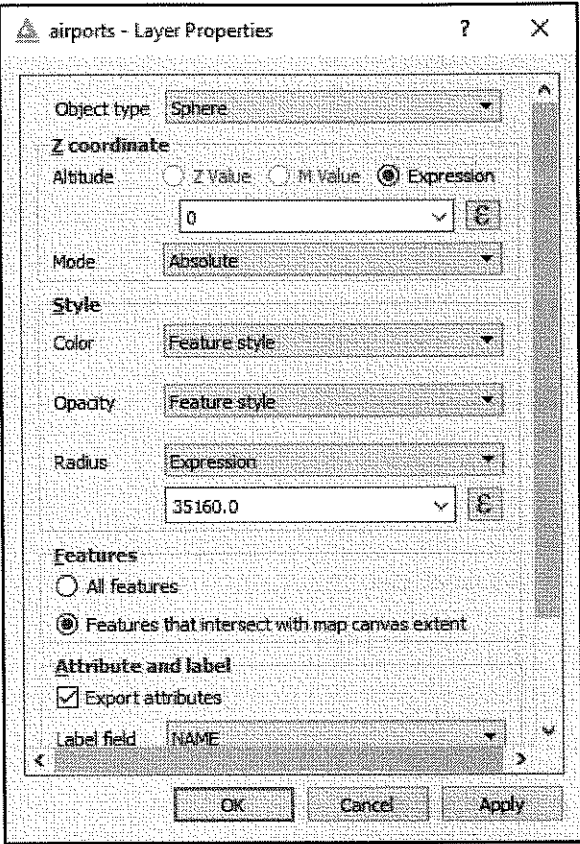 airports - Layer Properties ? ×
Object type Sphere
Z coordinate
Altitude Z Value M Value Expression
0 ε
Mode Absolute
Style
Color Feature style
Opacity Feature style
Radius Expression
35160.0 ε
Features
All features
Features that intersect with map canvas extent
Attribute and label
Export attributes
Label field NAME
OK Cancel Apply